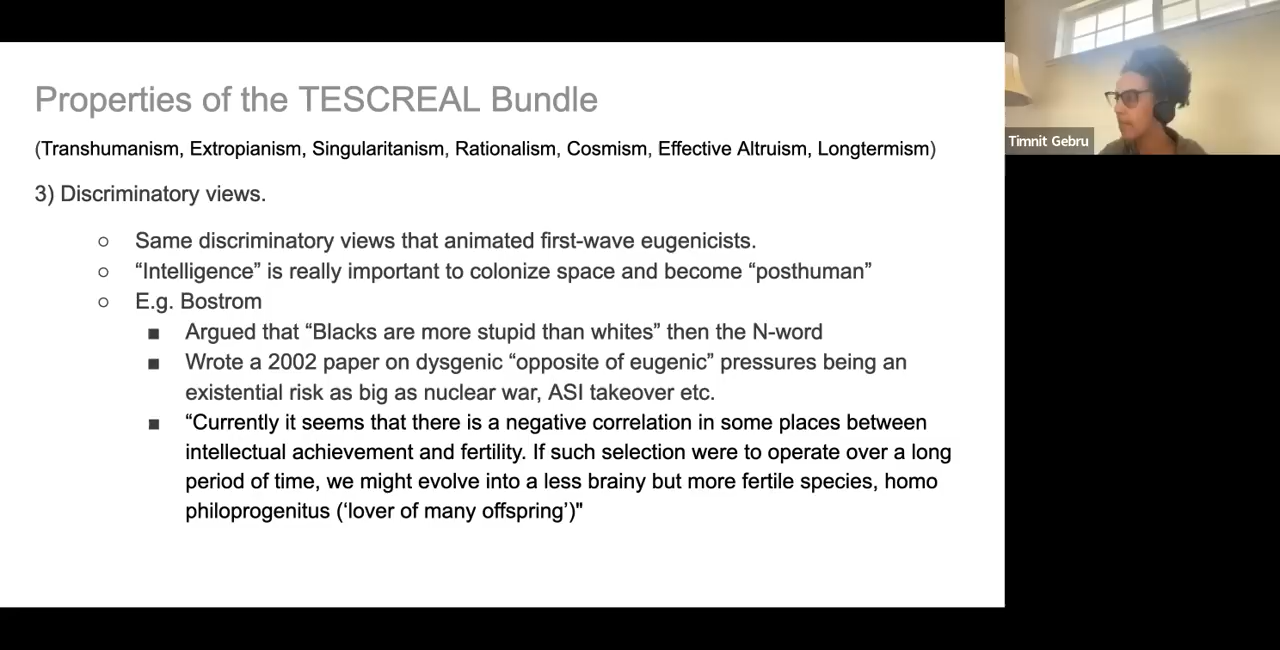 Properties of the TESCREAL Bundle
(Transhumanism, Extropianism, Singularitanism, Rationalism, Cosmism, Effective Altruism, Longtermism)
3) Discriminatory views.
○ Same discriminatory views that animated first-wave eugenicists.
○ “Intelligence” is really important to colonize space and become “posthuman”
○ E.g. Bostrom
■ Argued that “Blacks are more stupid than whites” then the N-word
■ Wrote a 2002 paper on dysgenic “opposite of eugenic” pressures being an
existential risk as big as nuclear war, ASI takeover etc.
■ “Currently it seems that there is a negative correlation in some places between
intellectual achievement and fertility. If such selection were to operate over a long
period of time, we might evolve into a less brainy but more fertile species, homo
philoprogenitus (‘lover of many offspring’)"
Timnit Gebru